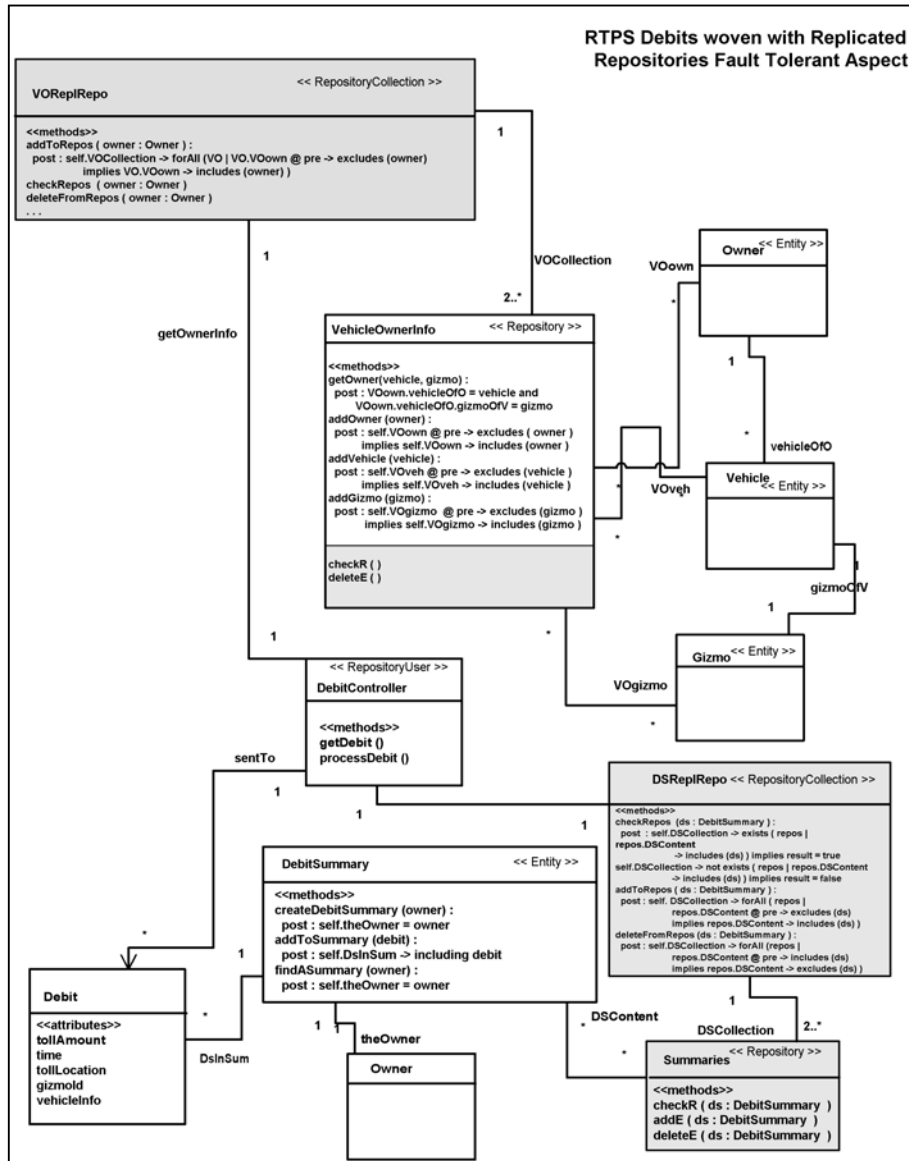 RTPS Debits woven with Replicated
Repositories Fault Tolerant Aspect
<< RepositoryCollection >>
VOReplRepo
<<methods>>
addToRepos ( owner : Owner ) :
post : self.VOCollection -> forAll (VO | VO.VOown @ pre -> excludes (owner)
implies VO.VOown -> includes (owner) )
checkRepos ( owner : Owner )
deleteFromRepos ( owner : Owner )
. . .
1
1
VOCollection
2..*
getOwnerInfo
1
<< Entity >>
Owner
VOown
*
1
*
vehicleOfO
VehicleOwnerInfo
<< Repository >>
<<methods>>
getOwner(vehicle, gizmo) :
post : VOown.vehicleOfO = vehicle and
VOown.vehicleOfO.gizmoOfV = gizmo
addOwner (owner) :
post : self.VOown @ pre -> excludes ( owner )
implies self.VOown -> includes (owner )
addVehicle (vehicle) :
post : self.VOveh @ pre -> excludes (vehicle )
implies self.VOveh -> includes (vehicle )
addGizmo (gizmo) :
post : self.VOgizmo @ pre -> excludes (gizmo )
implies self.VOgizmo -> includes (gizmo )
checkR ( )
deleteE ( )
*
*
VOveh
*
Vehicle
<< Entity >>
1
gizmoOfV
1
*
VOgizmo
*
Gizmo
<< Entity >>
<< RepositoryUser >>
DebitController
<<methods>>
getDebit ()
processDebit ()
sentTo
1
*
1
1
DSReplRepo << RepositoryCollection >>
<<methods>>
checkRepos (ds : DebitSummary ) :
post : self.DSCollection -> exists ( repos |
repos.DSContent
-> includes (ds) ) implies result = true
self.DSCollection -> not exists ( repos | repos.DSContent
-> includes (ds) ) implies result = false
addToRepos ( ds : DebitSummary ) :
post : self. DSCollection -> forAll ( repos |
repos.DSContent @ pre -> excludes (ds)
implies repos.DSContent -> includes (ds) )
deleteFromRepos (ds : DebitSummary ) :
post : self.DSCollection -> forAll (repos |
repos.DSContent @ pre -> includes (ds)
implies repos.DSContent -> excludes (ds) )
1
DSCollection
2..*
DebitSummary
<< Entity >>
<<methods>>
createDebitSummary (owner) :
post : self.theOwner = owner
addToSummary (debit) :
post : self.DsInSum -> including debit
findASummary (owner) :
post : self.theOwner = owner
1
*
DsInSum
1
1
theOwner
Owner
*
DSContent
*
Debit
<<attributes>>
tollAmount
time
tollLocation
gizmoId
vehicleInfo
<< Repository >>
Summaries
<<methods>>
checkR ( ds : DebitSummary )
addE ( ds : DebitSummary )
deleteE ( ds : DebitSummary )